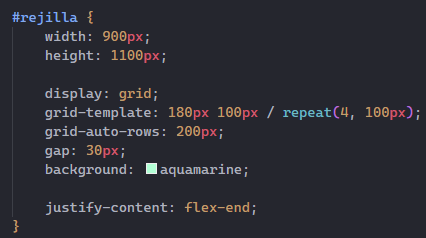 #rejilla {
width: 900px;
height: 1100px;
display: grid;
grid-template: 180px 100px / repeat(4, 100px);
grid-auto-rows: 200px;
gap: 30px;
background: aquamarine;
justify-content: flex-end;
}